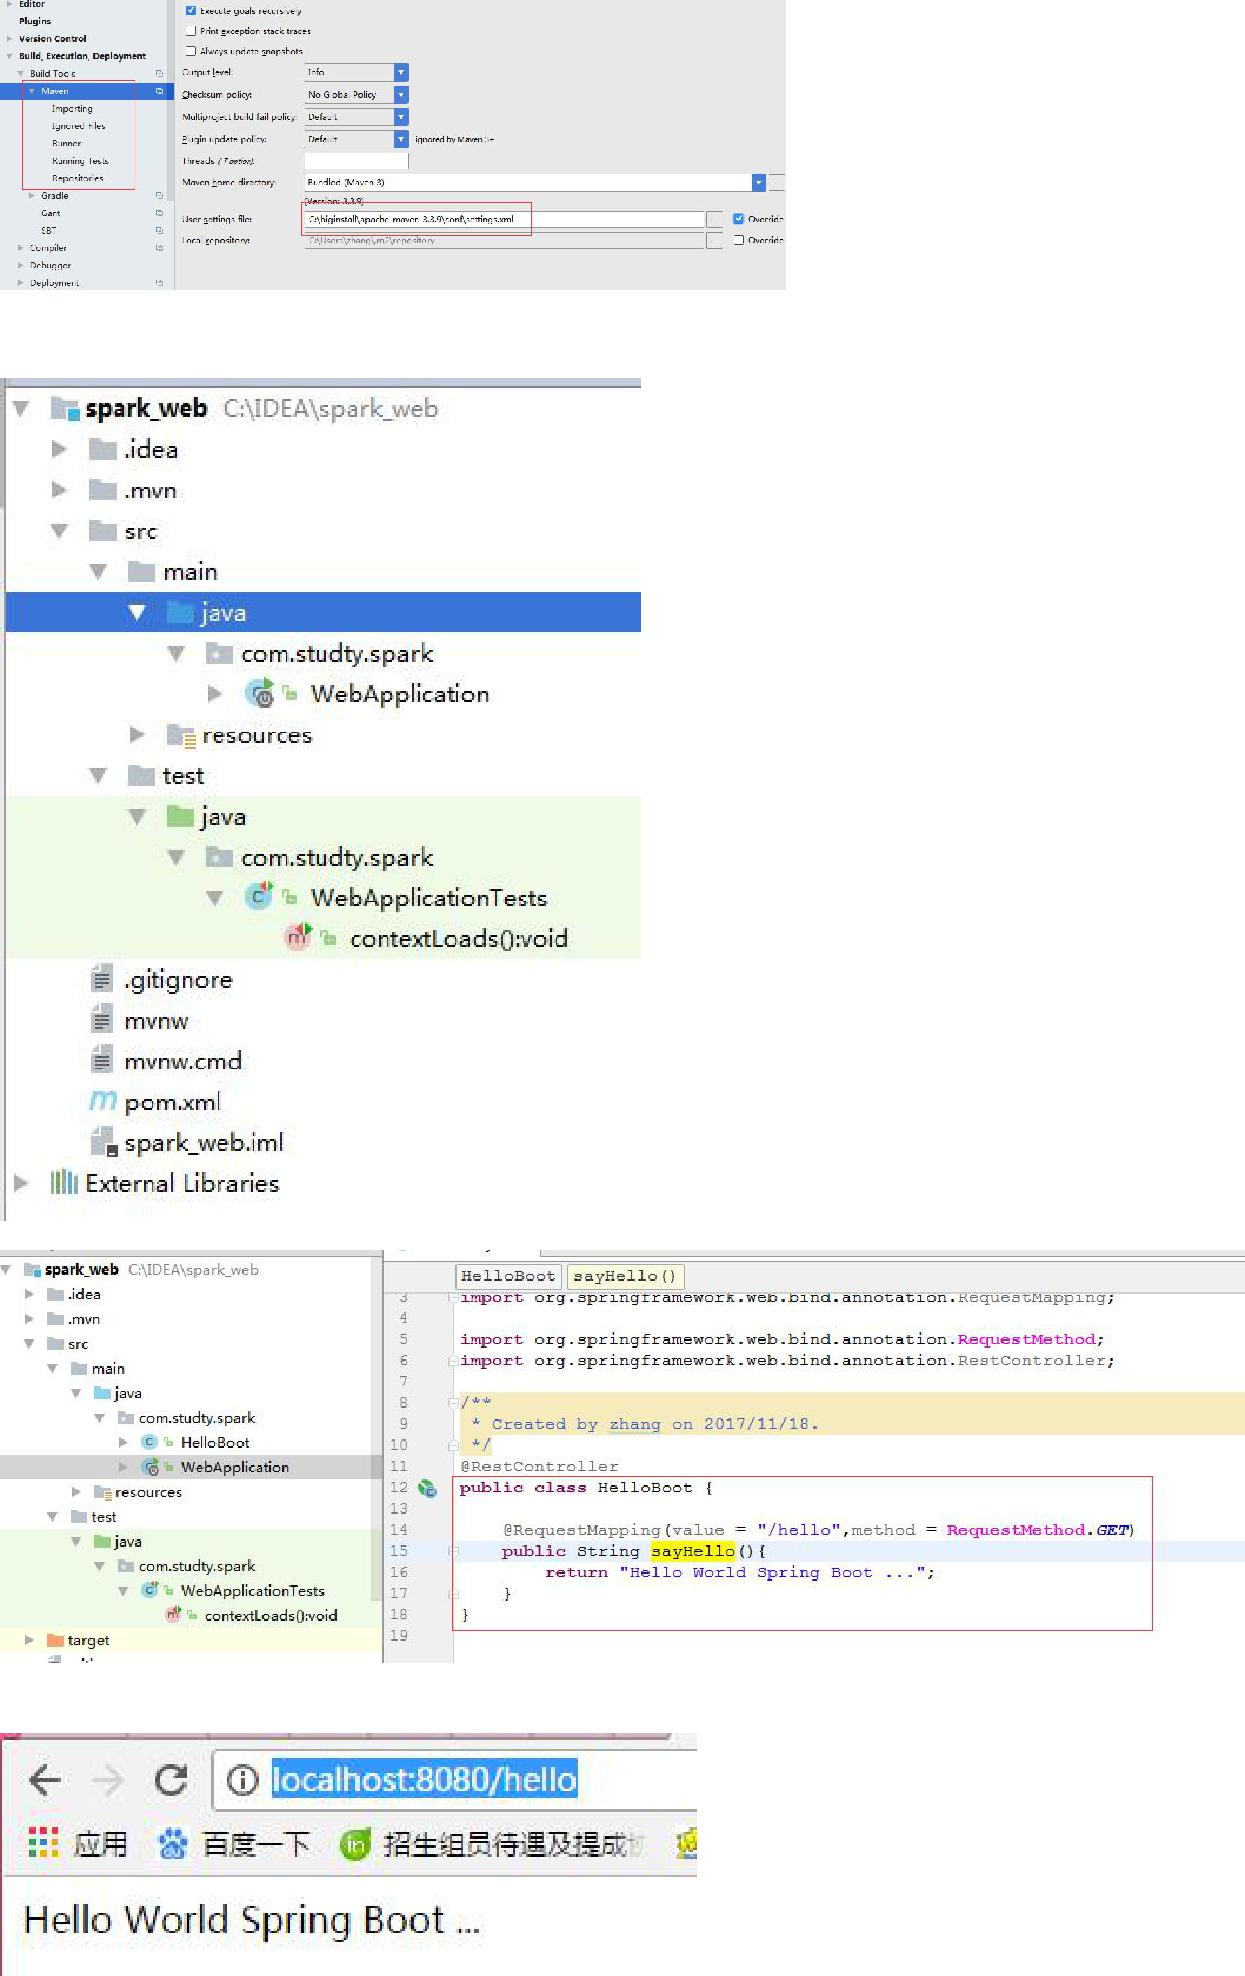 Editor
Plugins
Version Control
Build, Execution, Deployment
Build Tools
Maven
Importing
Ignored Files
Runner
Running Tests
Repositories
Gradle
Gant
SBT
Compiler
Debugger
Deployment
Execute goals recursively
Print exception stack traces
Always update snapshots
Output level: Info
Checksum policy: No Global Policy
Multiproject build fail policy: Default
Plugin update policy: Default ignored by Maven 3+
Threads (-T option):
Maven home directory: Bundled (Maven 3)
(Version: 3.3.9)
User settings file: C:\biginstall\apache-maven-3.3.9\conf\settings.xml Override
Local repository: C:\Users\zhang\.m2\repository Override
spark_web C:\IDEA\spark_web
.idea
.mvn
src
main
java
com.studty.spark
WebApplication
resources
test
java
com.studty.spark
WebApplicationTests
contextLoads():void
.gitignore
mvnw
mvnw.cmd
pom.xml
spark_web.iml
External Libraries
spark_web C:\IDEA\spark_web
.idea
.mvn
src
main
java
com.studty.spark
HelloBoot
WebApplication
resources
test
java
com.studty.spark
WebApplicationTests
contextLoads():void
target
HelloBoot sayHello()
3 import org.springframework.web.bind.annotation.RequestMapping;
4
5 import org.springframework.web.bind.annotation.RequestMethod;
6 import org.springframework.web.bind.annotation.RestController;
7
8 /**
9 * Created by zhang on 2017/11/18.
10 */
11 @RestController
12 public class HelloBoot {
13
14 @RequestMapping(value = "/hello",method = RequestMethod.GET)
15 public String sayHello(){
16 return "Hello World Spring Boot ...";
17 }
18 }
19
localhost:8080/hello
应用 百度一下 招生组员待遇及提成
Hello World Spring Boot ...